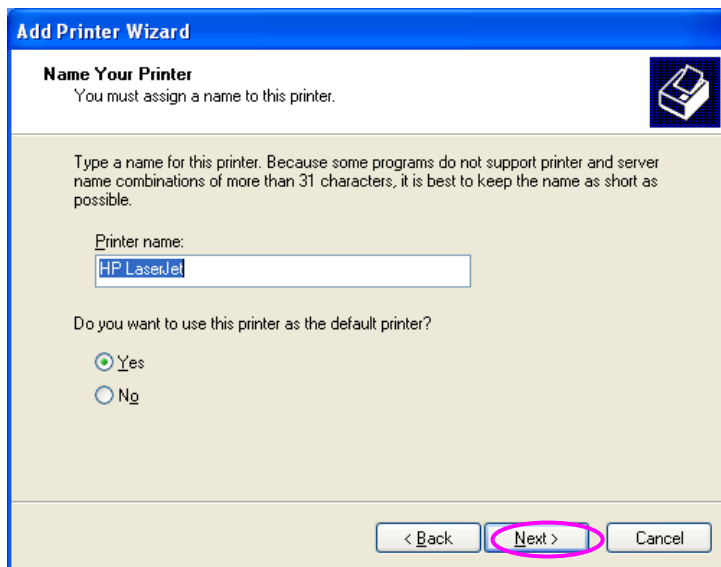 Add Printer Wizard
Name Your Printer
You must assign a name to this printer.
Type a name for this printer. Because some programs do not support printer and server
name combinations of more than 31 characters, it is best to keep the name as short as
possible.
Printer name:
HP LaserJet
Do you want to use this printer as the default printer?
Yes
No
< Back Next > Cancel